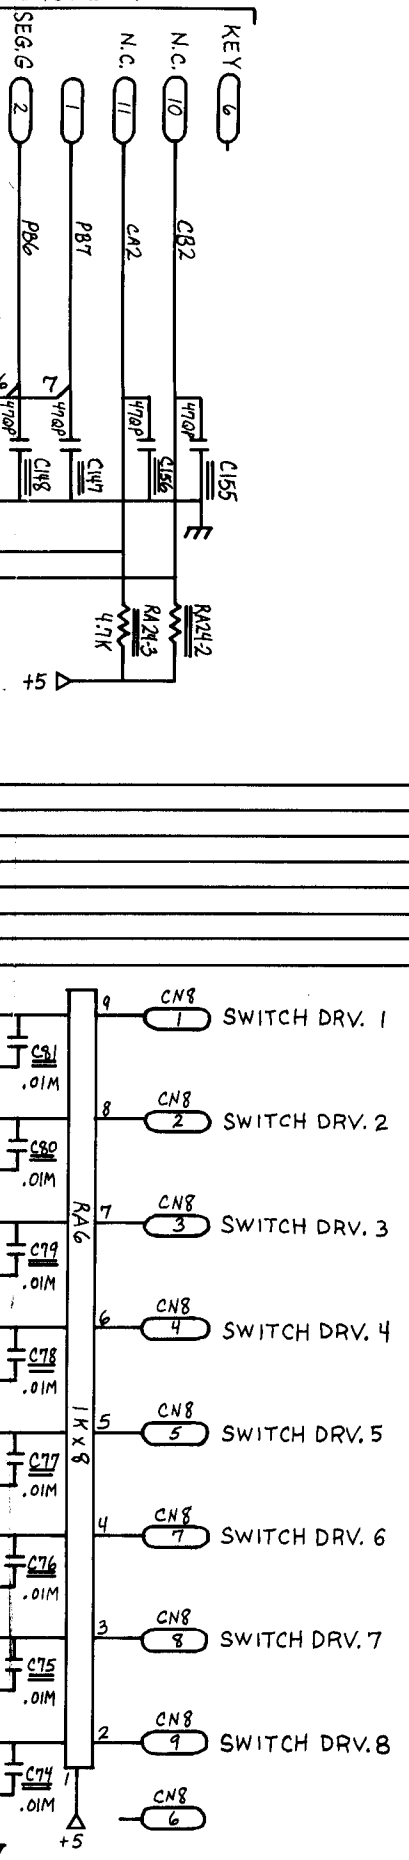 KEY
6
N.C.
10
N.C.
11
1
SEG.G
2
CB2
CA2
PB7
PB6
7
470P
C155
470P
C156
470P
C147
470P
C148
RA24-2
RA24-3
4.7K
+5
9
CN8
1
SWITCH DRV. 1
C81
.01M
8
CN8
2
SWITCH DRV. 2
C80
.01M
RA6
7
CN8
3
SWITCH DRV. 3
C79
.01M
6
CN8
4
SWITCH DRV. 4
C78
.01M
1K x 8
5
CN8
5
SWITCH DRV. 5
C77
.01M
4
CN8
7
SWITCH DRV. 6
C76
.01M
3
CN8
8
SWITCH DRV. 7
C75
.01M
2
CN8
9
SWITCH DRV. 8
C74
.01M
1
+5
CN8
6